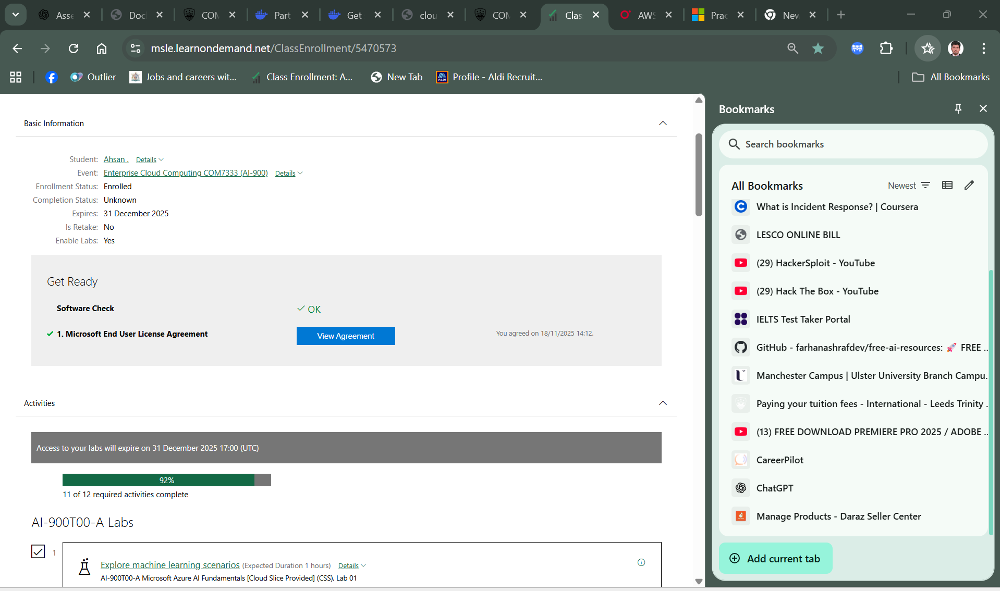 Asse
Doc
COM
Part
Get
clou
COM
Clas
AWS
Prac
New
msle.learnondemand.net/ClassEnrollment/5470573
Outlier
Jobs and careers wit...
Class Enrollment: A...
New Tab
Profile - Aldi Recruit...
All Bookmarks
Basic Information
Student: Ahsan . Details
Event: Enterprise Cloud Computing COM7333 (AI-900) Details
Enrollment Status: Enrolled
Completion Status: Unknown
Expires: 31 December 2025
Is Retake: No
Enable Labs: Yes
Get Ready
Software Check OK
1. Microsoft End User License Agreement View Agreement You agreed on 18/11/2025 14:12.
Activities
Access to your labs will expire on 31 December 2025 17:00 (UTC)
92%
11 of 12 required activities complete
AI-900T00-A Labs
1
Explore machine learning scenarios (Expected Duration 1 hours) Details
AI-900T00-A Microsoft Azure AI Fundamentals [Cloud Slice Provided] (CSS), Lab 01
Bookmarks
Search bookmarks
All Bookmarks Newest
What is Incident Response? | Coursera
LESCO ONLINE BILL
(29) HackerSploit - YouTube
(29) Hack The Box - YouTube
IELTS Test Taker Portal
GitHub - farhanashrafdev/free-ai-resources: 🚀 FREE ...
Manchester Campus | Ulster University Branch Campu...
Paying your tuition fees - International - Leeds Trinity ...
(13) FREE DOWNLOAD PREMIERE PRO 2025 / ADOBE ...
CareerPilot
ChatGPT
Manage Products - Daraz Seller Center
Add current tab